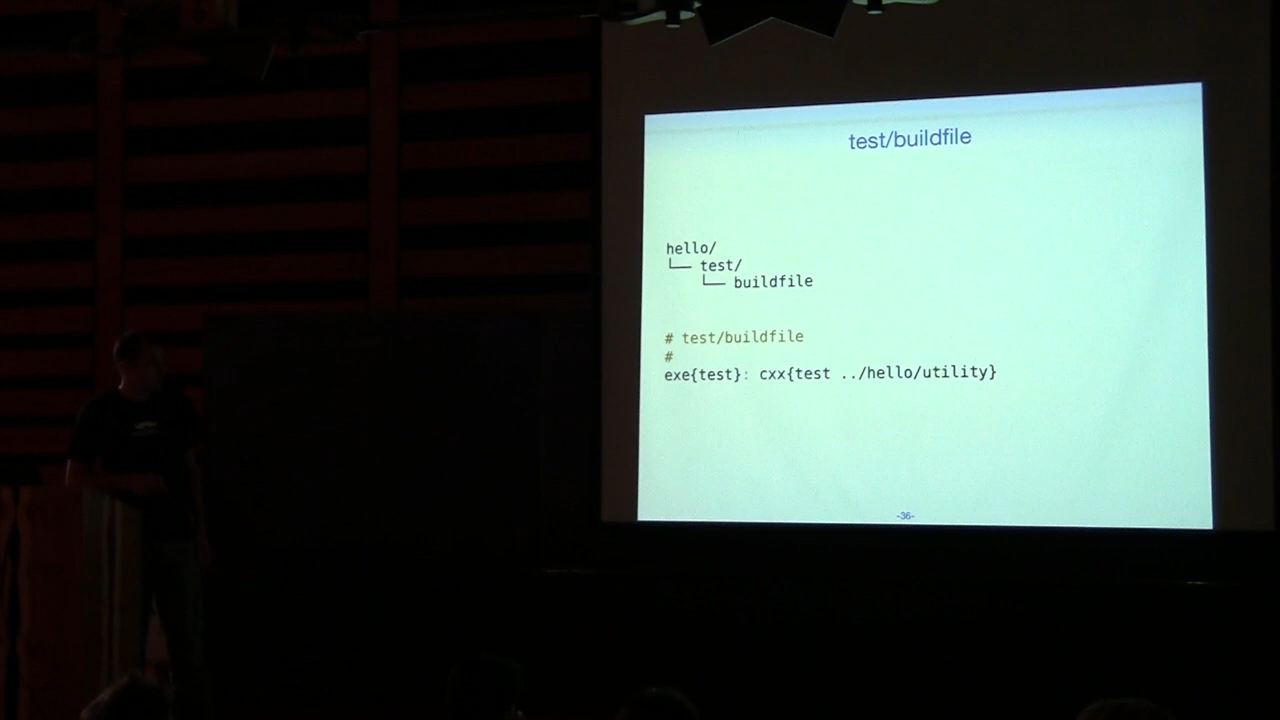 test/buildfile
hello/
└── test/
    └── buildfile
# test/buildfile
#
exe{test}: cxx{test ../hello/utility}
-36-